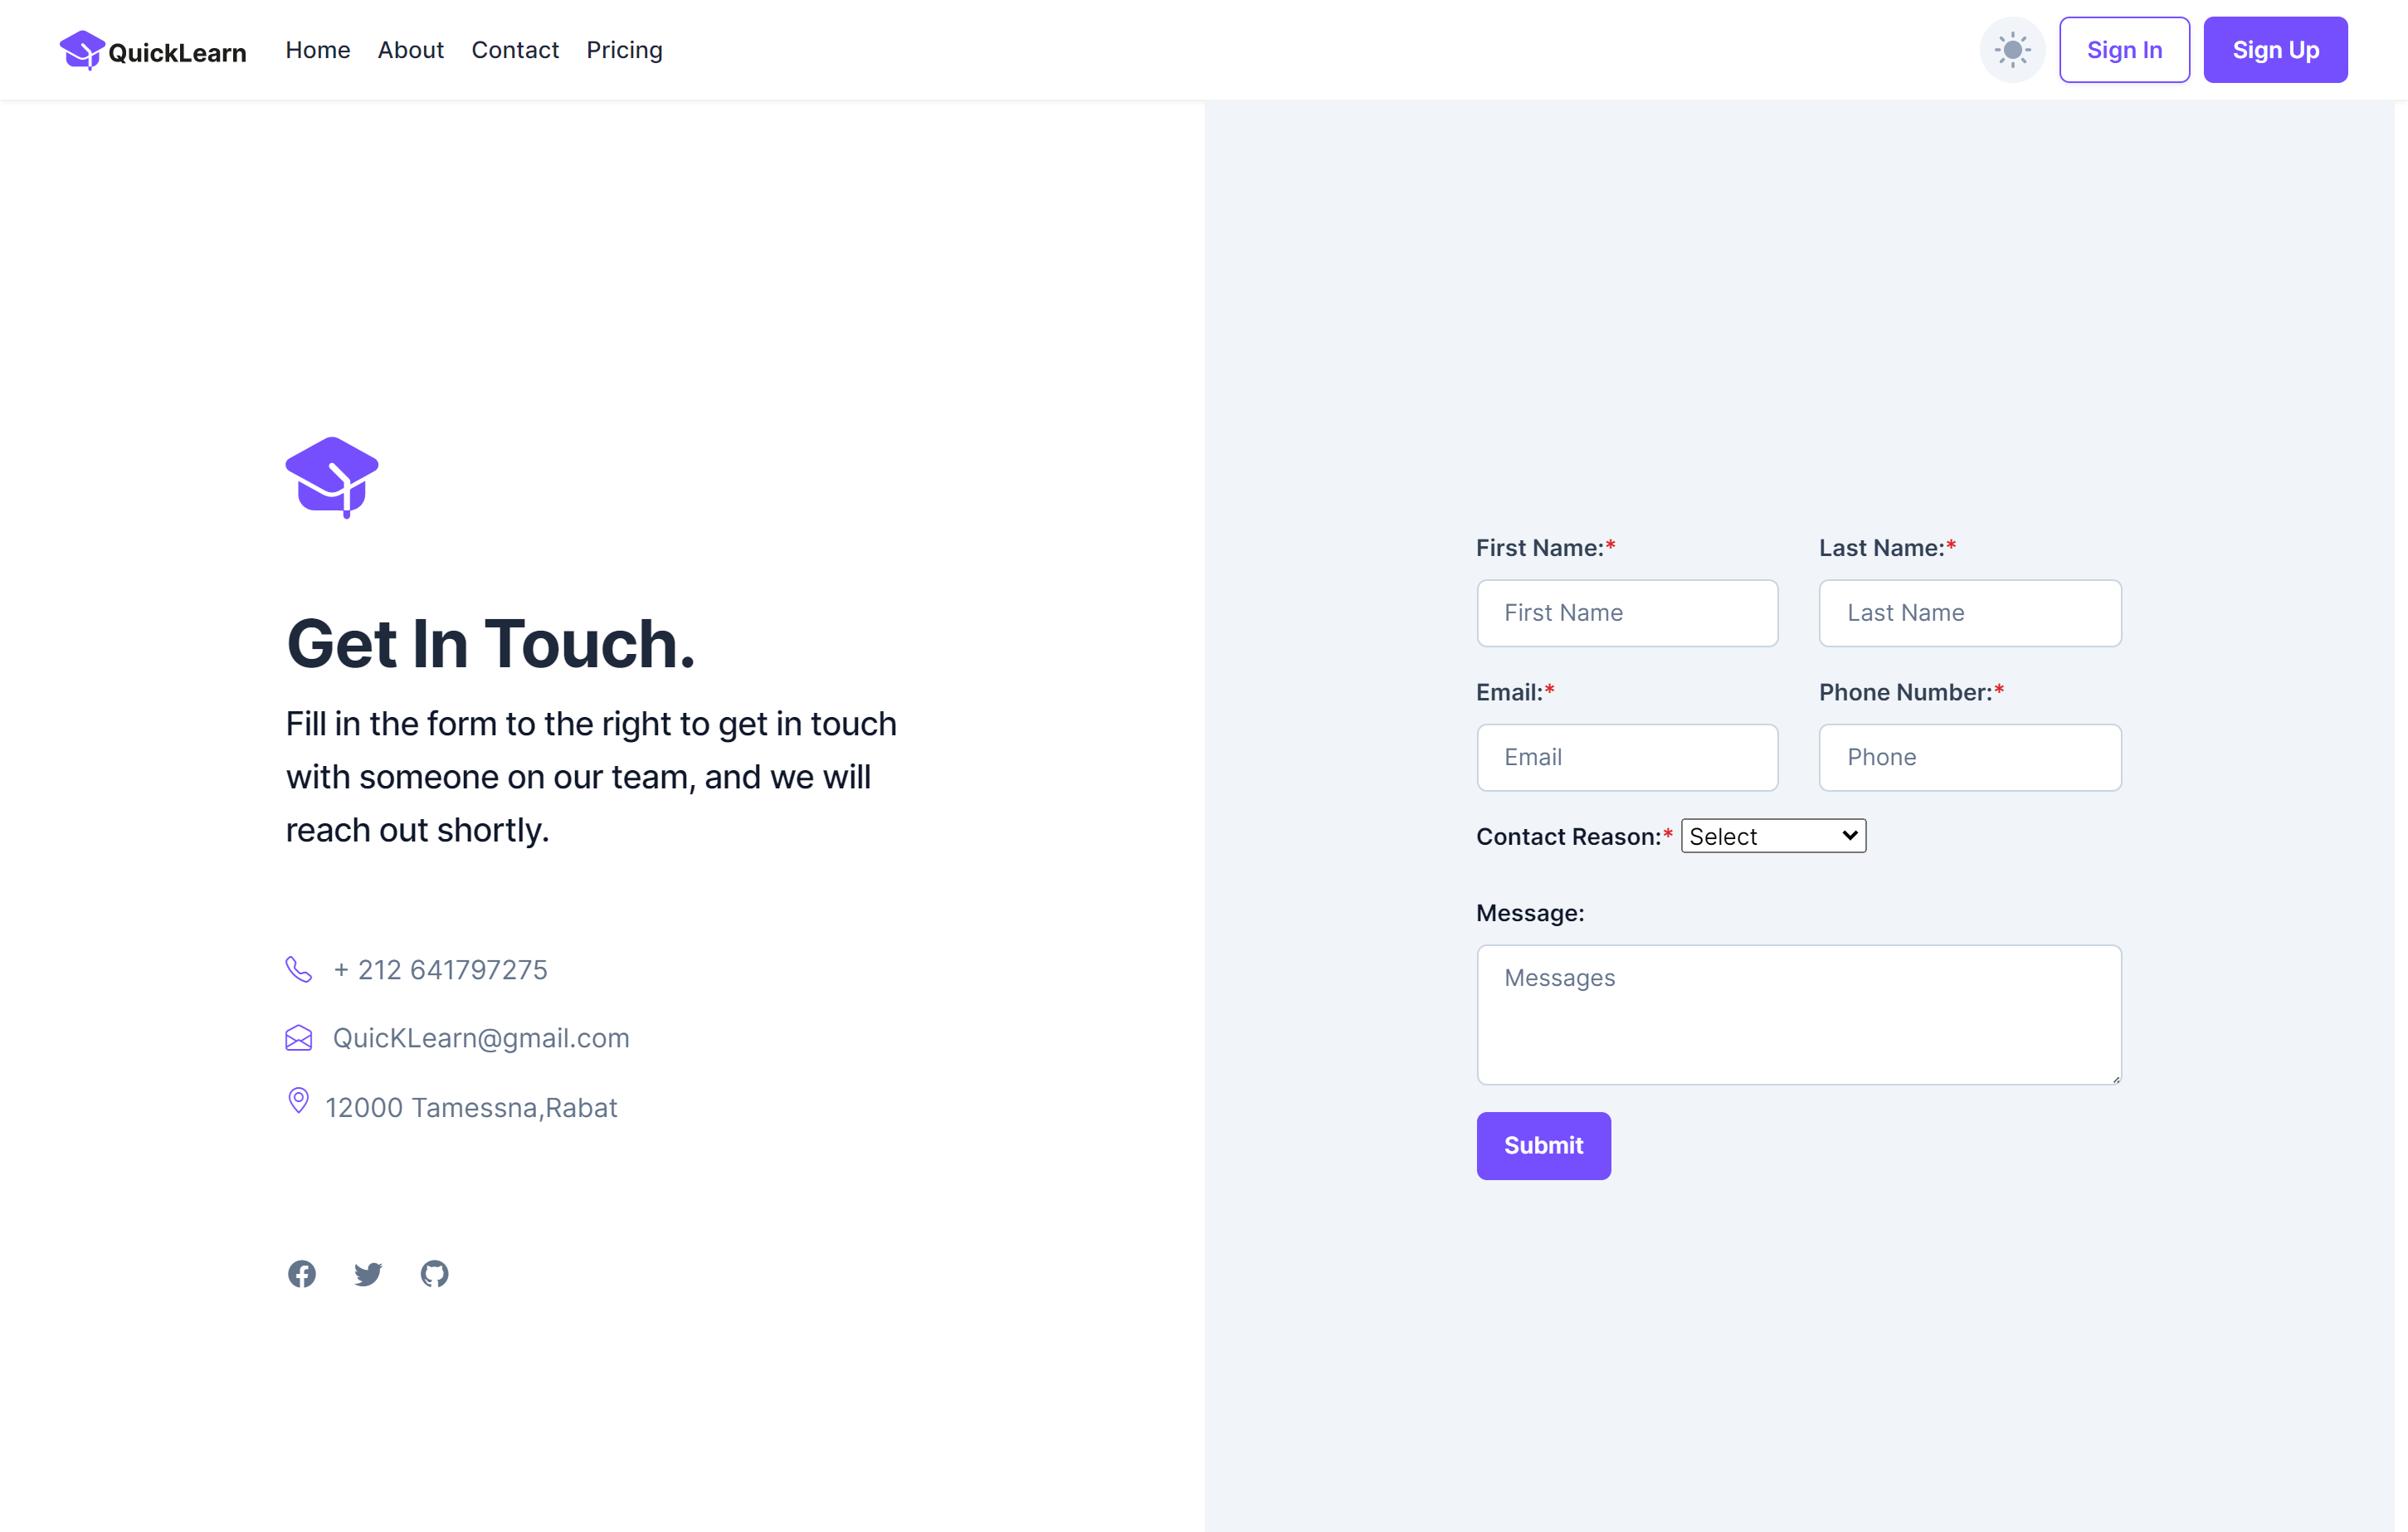 QuickLearn
Home
About
Contact
Pricing
Sign In
Sign Up
Get In Touch.
Fill in the form to the right to get in touch
with someone on our team, and we will
reach out shortly.
+ 212 641797275
QuicKLearn@gmail.com
12000 Tamessna,Rabat
First Name:*
First Name
Last Name:*
Last Name
Email:*
Email
Phone Number:*
Phone
Contact Reason:* Select
Message:
Messages
Submit